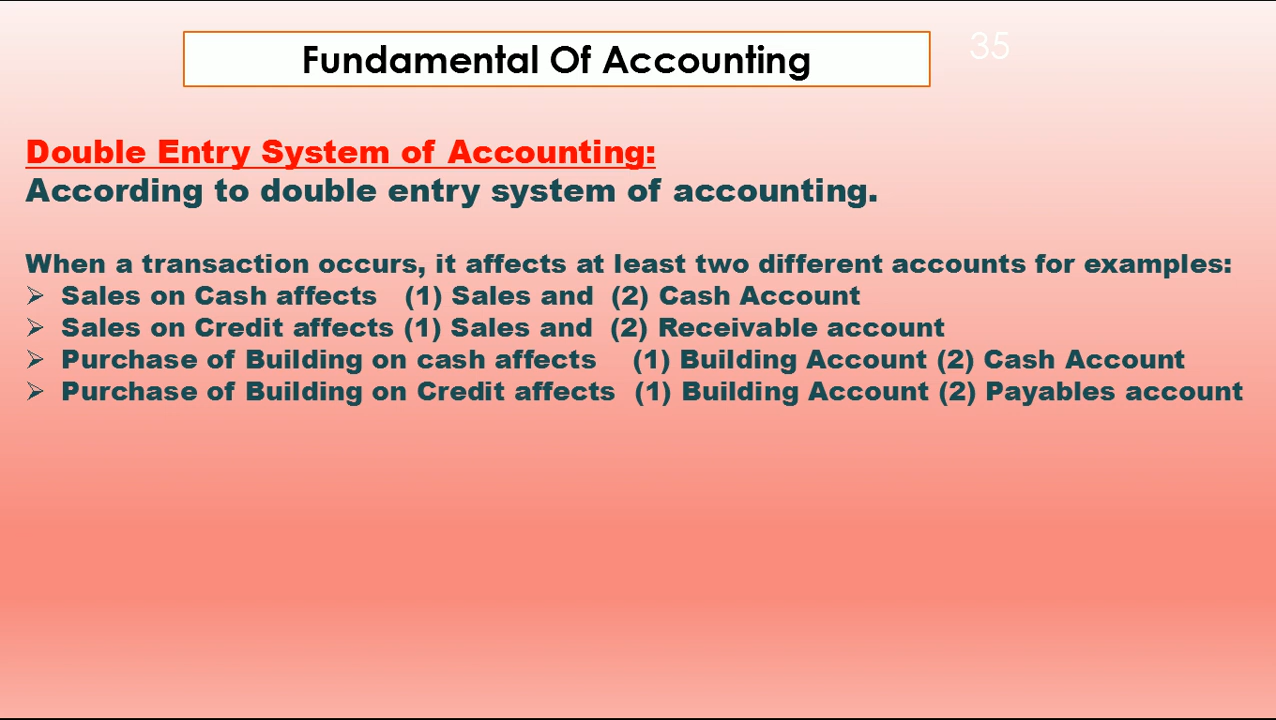 Fundamental Of Accounting
35
Double Entry System of Accounting:
According to double entry system of accounting.
When a transaction occurs, it affects at least two different accounts for examples:
➢ Sales on Cash affects (1) Sales and (2) Cash Account
➢ Sales on Credit affects (1) Sales and (2) Receivable account
➢ Purchase of Building on cash affects (1) Building Account (2) Cash Account
➢ Purchase of Building on Credit affects (1) Building Account (2) Payables account